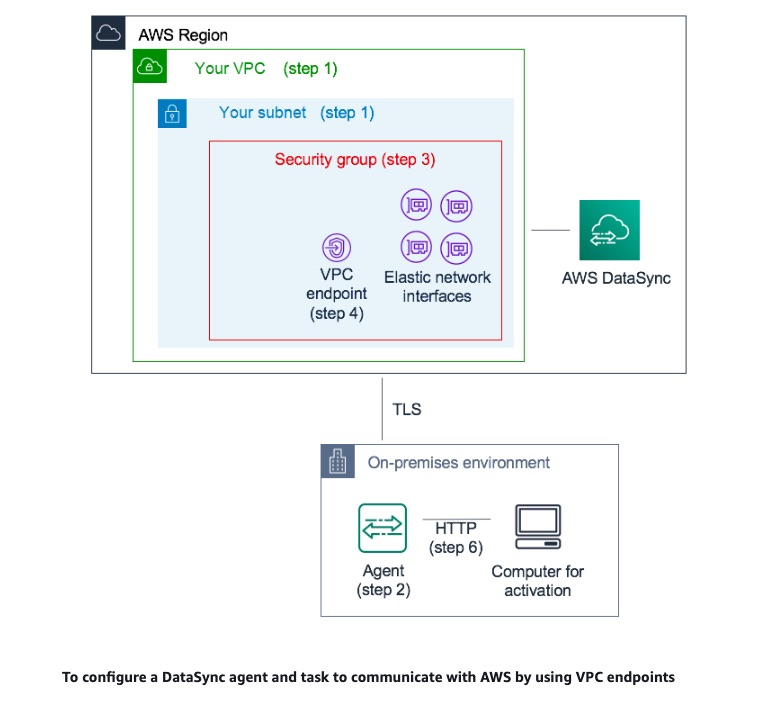 AWS Region
Your VPC (step 1)
Your subnet (step 1)
Security group (step 3)
VPC
endpoint
(step 4)
Elastic network
interfaces
AWS DataSync
TLS
On-premises environment
Agent
(step 2)
HTTP
(step 6)
Computer for
activation
To configure a DataSync agent and task to communicate with AWS by using VPC endpoints